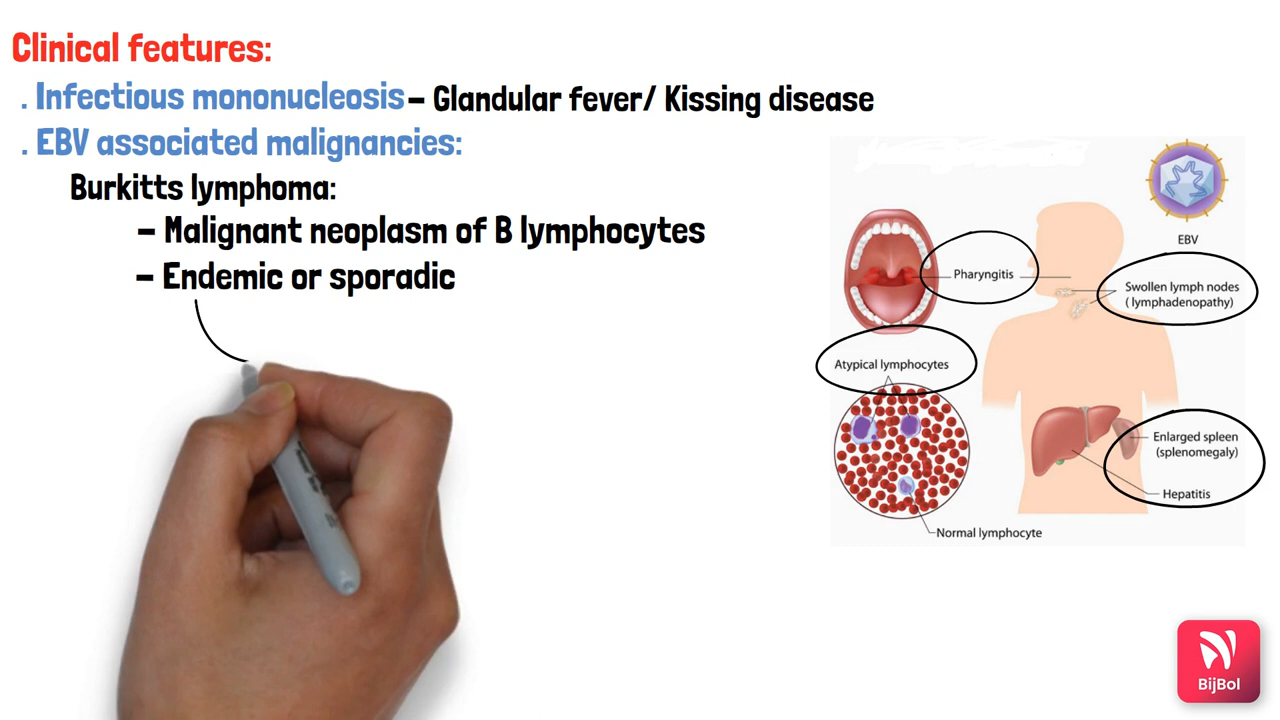 Clinical features:
. Infectious mononucleosis – Glandular fever/ Kissing disease
. EBV associated malignancies:
Burkitts lymphoma:
– Malignant neoplasm of B lymphocytes
– Endemic or sporadic
EBV
Pharyngitis
Swollen lymph nodes
( lymphadenopathy)
Atypical lymphocytes
Enlarged spleen
(splenomegaly)
Hepatitis
Normal lymphocyte
BijBol